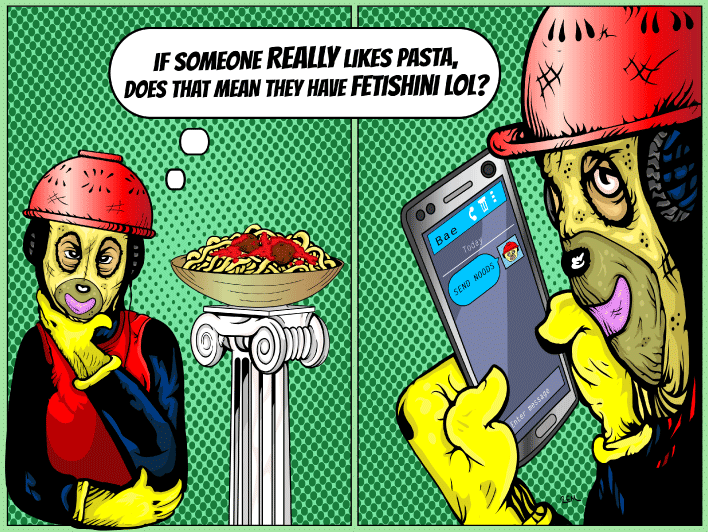 IF SOMEONE REALLY LIKES PASTA,
DOES THAT MEAN THEY HAVE FETISHINI LOL?
Bae
Today
SEND NOODS
Enter message